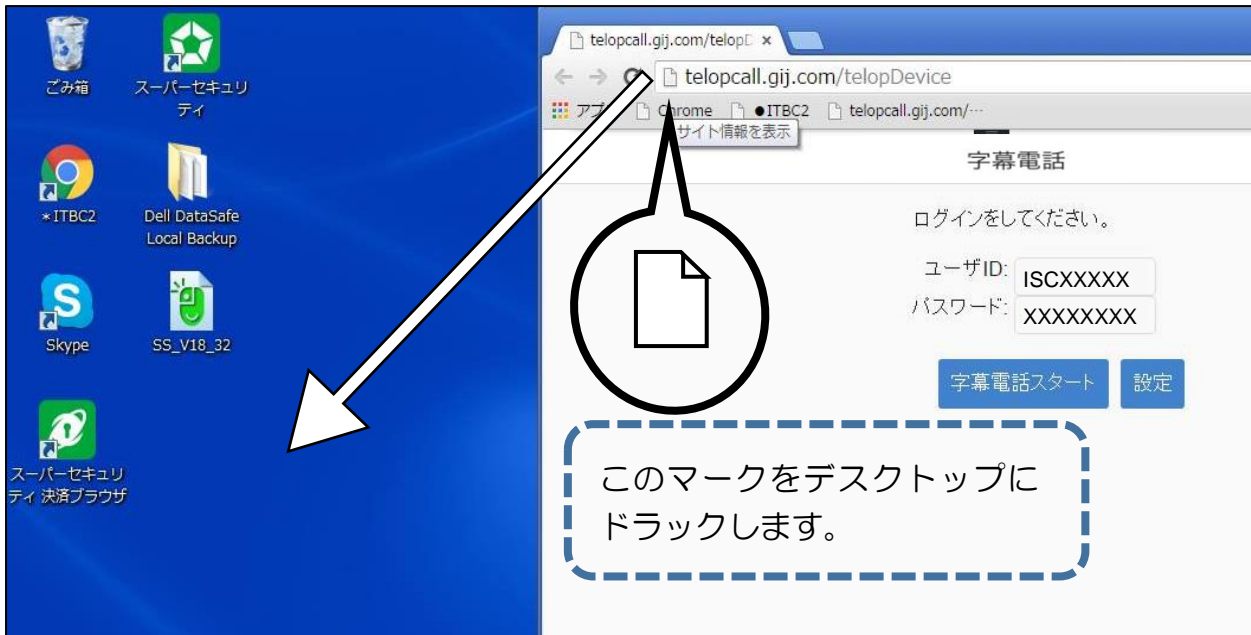 ごみ箱
スーパーセキュリ
ティ
*ITBC2
Dell DataSafe
Local Backup
Skype
SS_V18_32
スーパーセキュリ
ティ 決済ブラウザ
telopcall.gij.com/telopD
telopcall.gij.com/telopDevice
アプ
Chrome
●ITBC2
telopcall.gij.com/…
サイト情報を表示
字幕電話
ログインをしてください。
ユーザID: ISCXXXXX
パスワード: XXXXXXXX
字幕電話スタート 設定
このマークをデスクトップに
ドラックします。